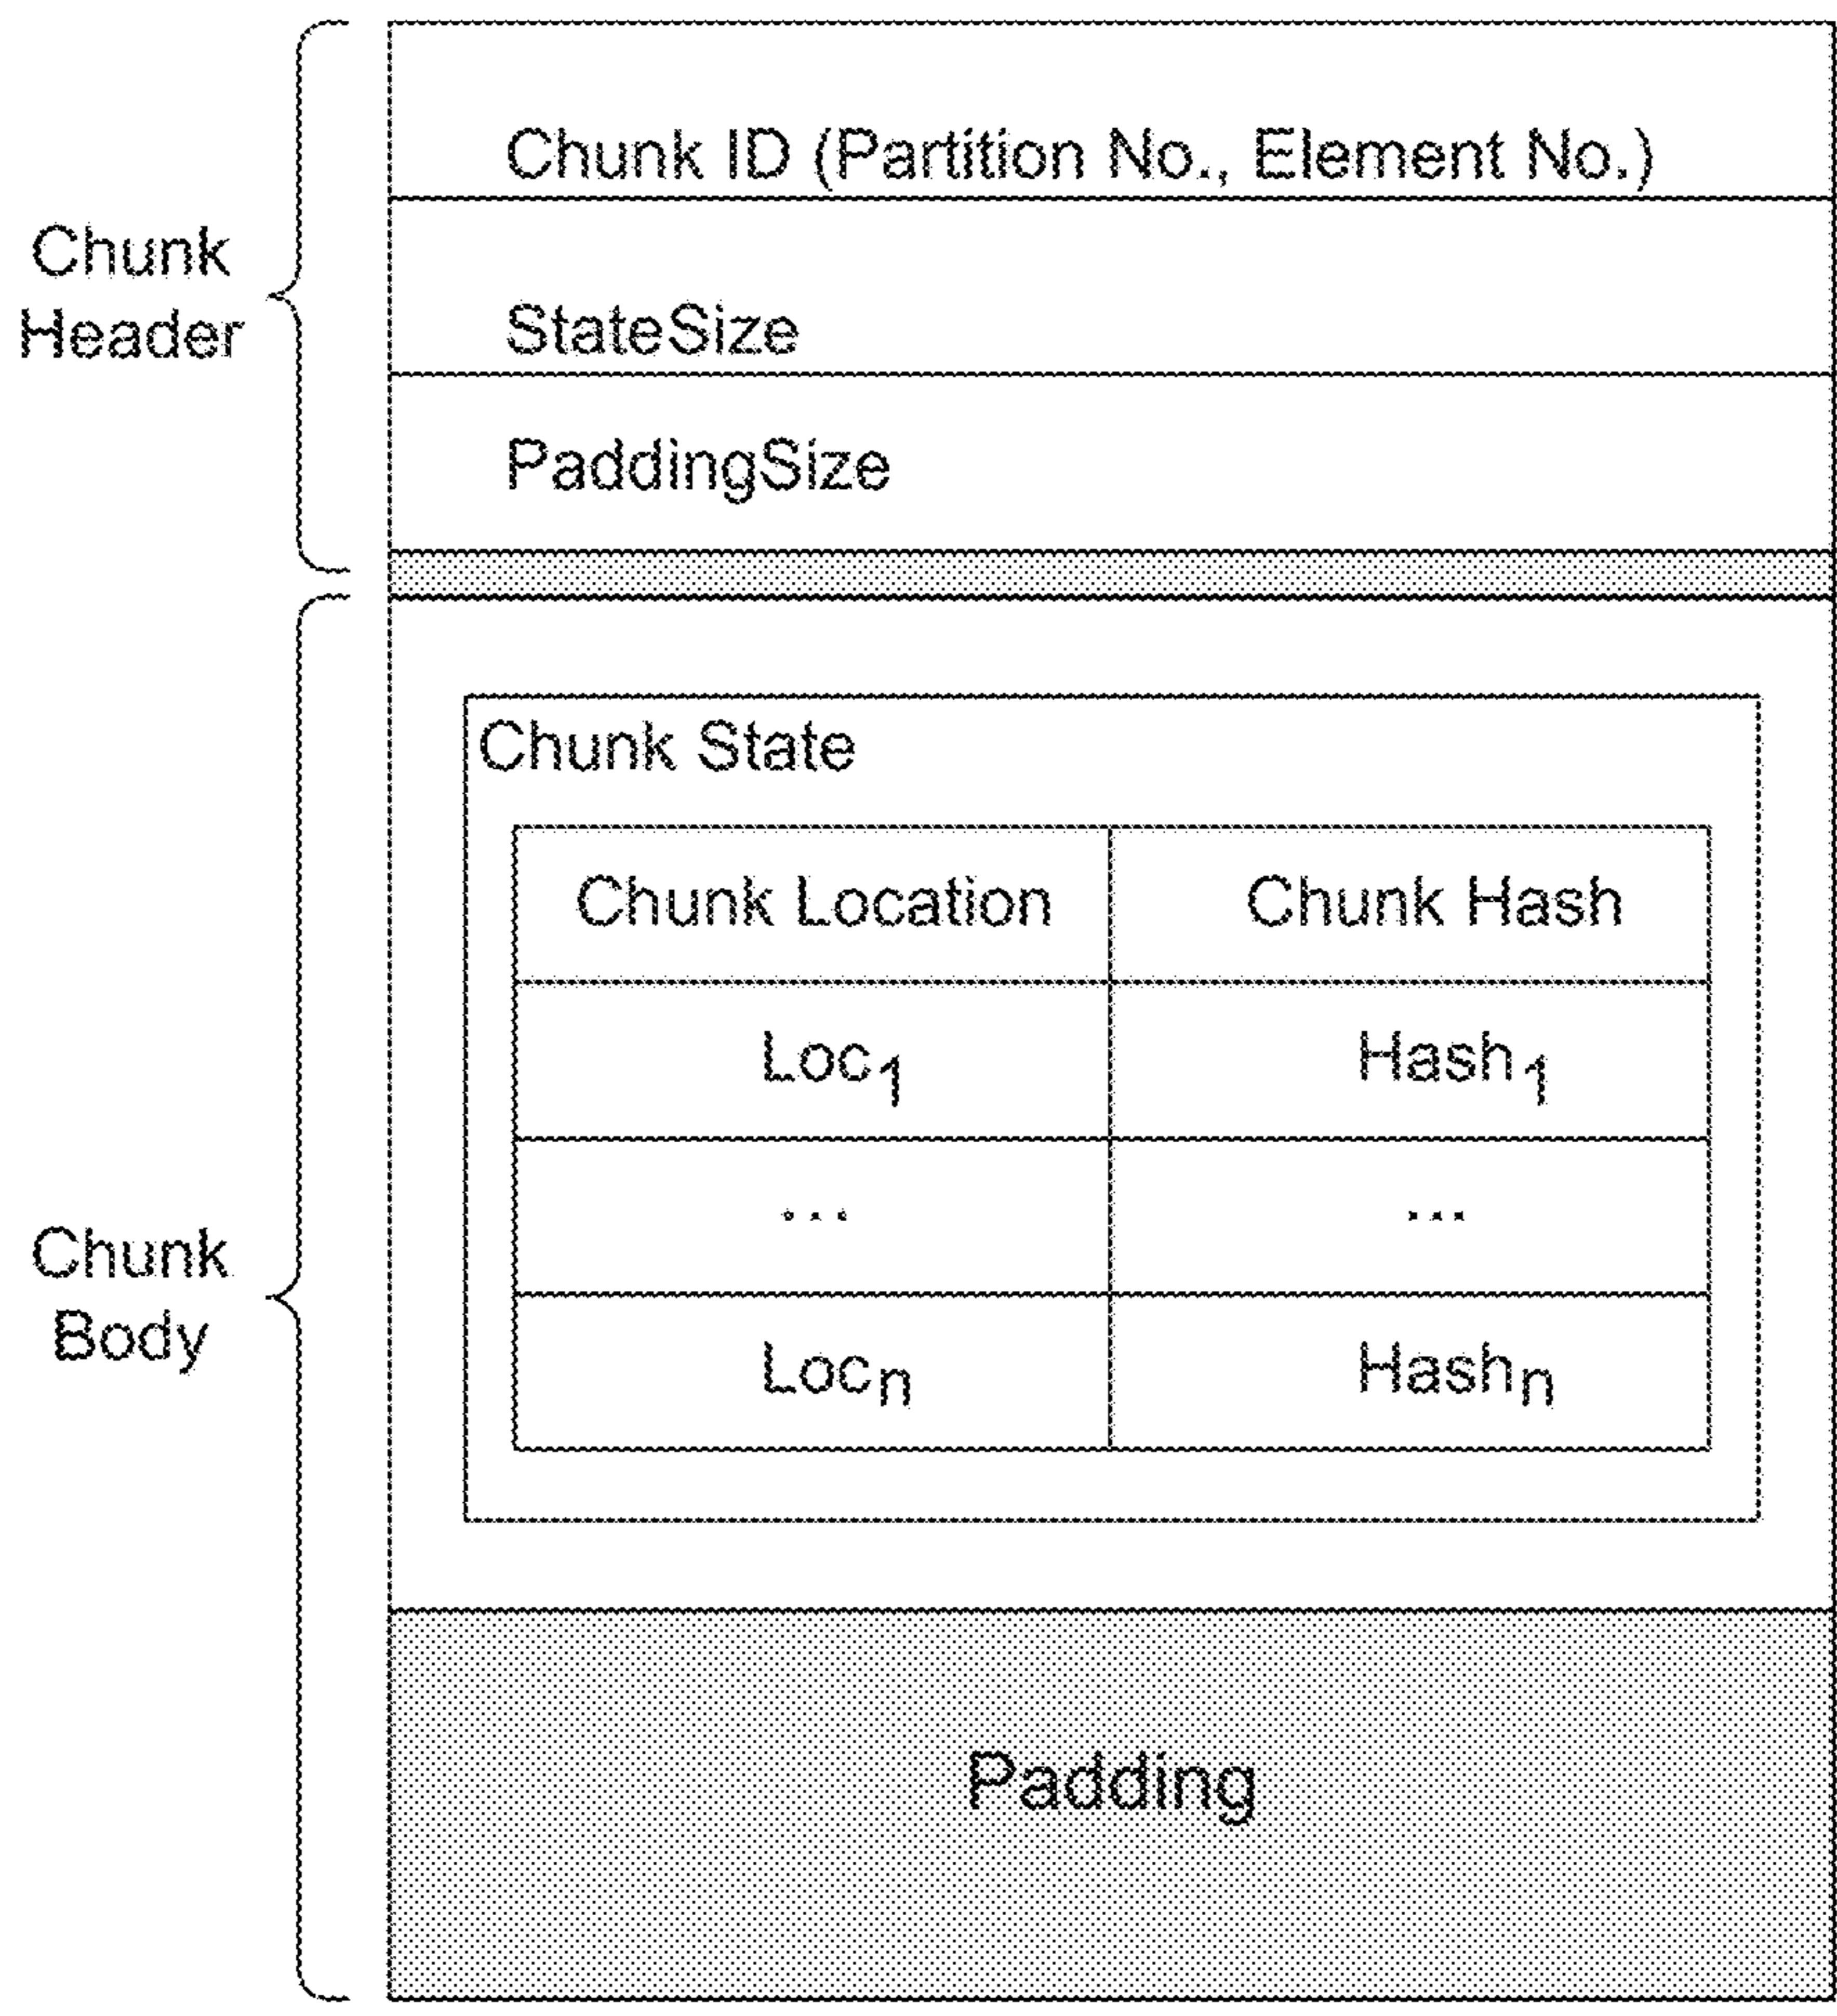 Chunk
Header
Chunk ID (Partition No., Element No.)
StateSize
PaddingSize
Chunk
Body
Chunk State
Chunk Location Chunk Hash
Loc1 Hash1
... ...
Locn Hashn
Padding